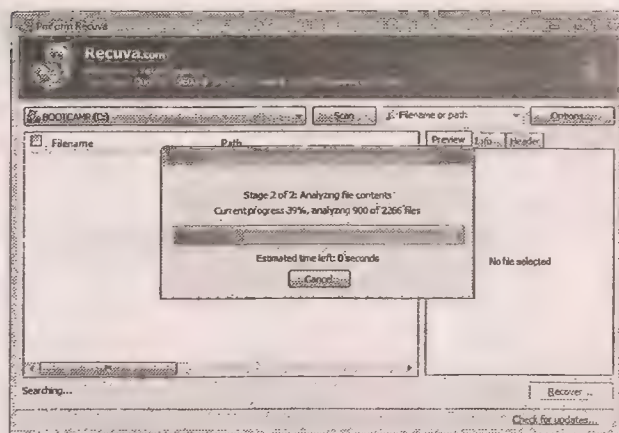 Piriform Recuva
Recuva.com
BOOTCAMP (C:) Scan Filename or path Options...
Filename Path Preview Info Header
Stage 2 of 2: Analyzing file contents
Current progress 39%, analyzing 900 of 2266 files
Estimated time left: 0 seconds
Cancel
No file selected
Searching...
Recover ..
Check for updates...